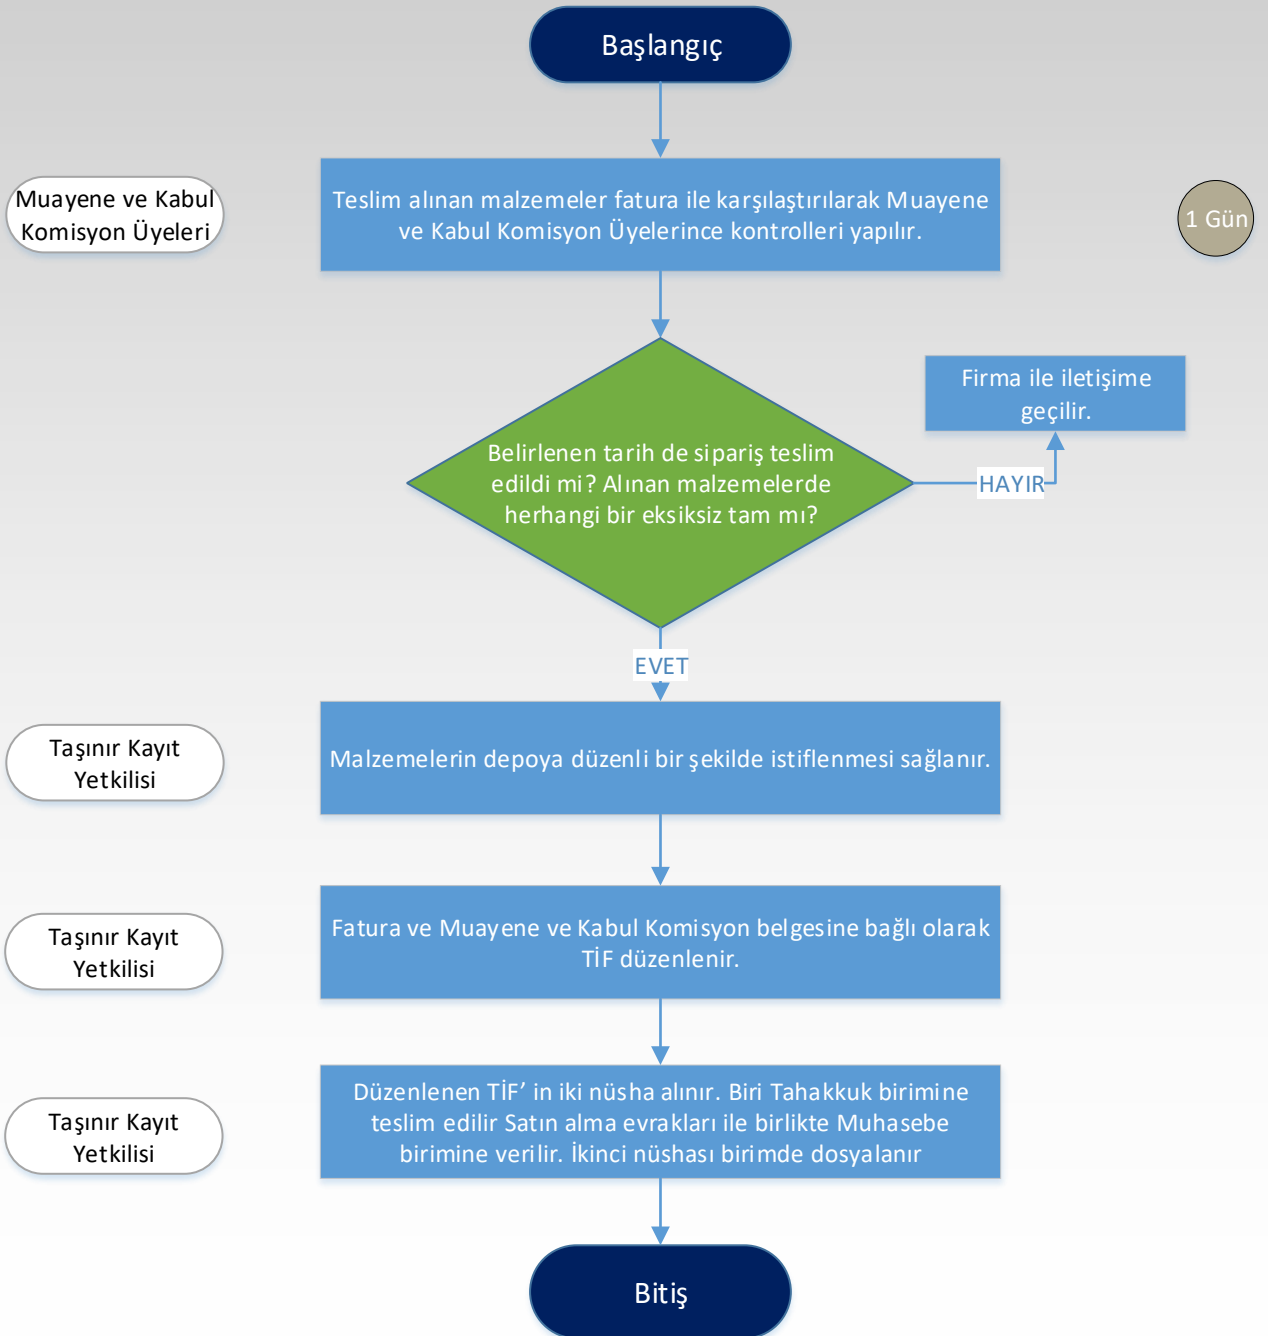 Başlangıç
Muayene ve Kabul
Komisyon Üyeleri
Teslim alınan malzemeler fatura ile karşılaştırılarak Muayene
ve Kabul Komisyon Üyelerince kontrolleri yapılır.
1 Gün
Firma ile iletişime
geçilir.
Belirlenen tarih de sipariş teslim
edildi mi? Alınan malzemelerde
herhangi bir eksiksiz tam mı?
HAYIR
EVET
Taşınır Kayıt
Yetkilisi
Malzemelerin depoya düzenli bir şekilde istiflenmesi sağlanır.
Taşınır Kayıt
Yetkilisi
Fatura ve Muayene ve Kabul Komisyon belgesine bağlı olarak
TİF düzenlenir.
Taşınır Kayıt
Yetkilisi
Düzenlenen TİF’ in iki nüsha alınır. Biri Tahakkuk birimine
teslim edilir Satın alma evrakları ile birlikte Muhasebe
birimine verilir. İkinci nüshası birimde dosyalanır
Bitiş